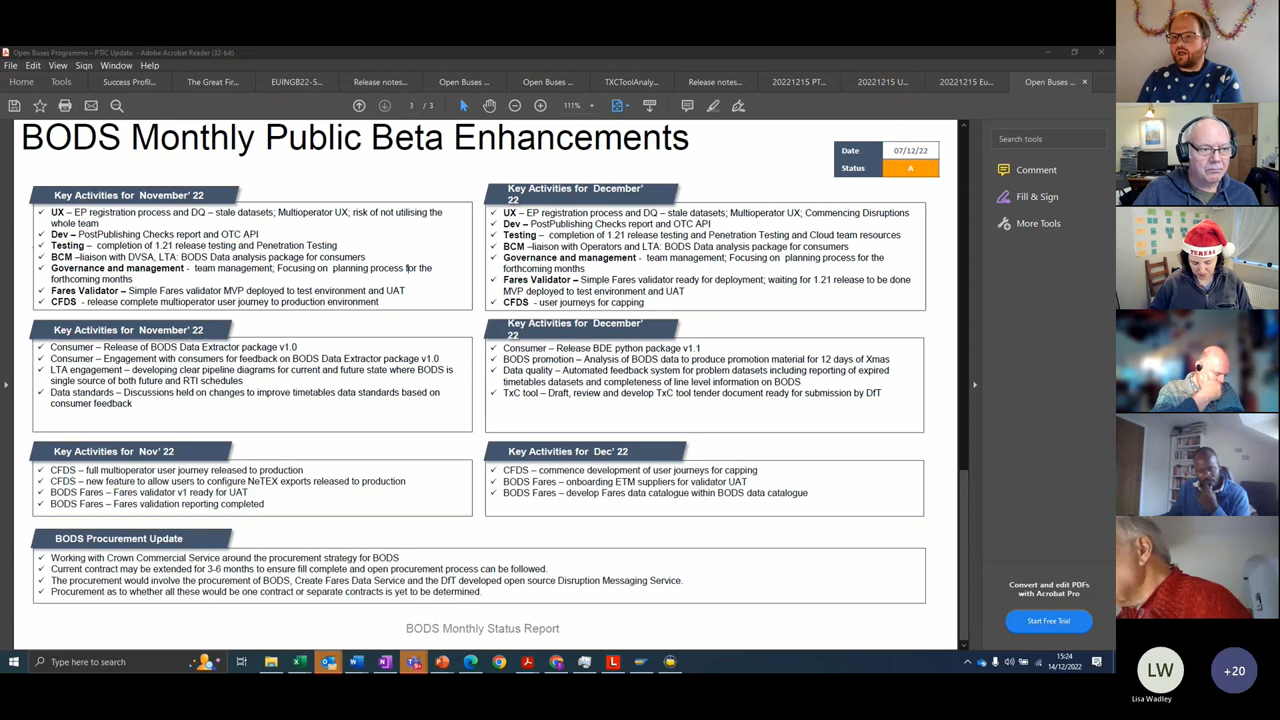 Open Buses Programme – PTIC Update - Adobe Acrobat Reader (32-bit)
File Edit View Sign Window Help
Home Tools Success Profil... The Great Fir... EUINGB22-S... Release notes... Open Buses ... Open Buses ... TXCToolAnaly... Release notes... 20221215 PT... 20221215 U... 20221215 Eu... Open Buses ... ×
3 / 3 111%
BODS Monthly Public Beta Enhancements
Date 07/12/22
Status A
Key Activities for November' 22
UX – EP registration process and DQ – stale datasets; Multioperator UX; risk of not utilising the
whole team
Dev – PostPublishing Checks report and OTC API
Testing – completion of 1.21 release testing and Penetration Testing
BCM –liaison with DVSA, LTA: BODS Data analysis package for consumers
Governance and management - team management; Focusing on planning process for the
forthcoming months
Fares Validator – Simple Fares validator MVP deployed to test environment and UAT
CFDS - release complete multioperator user journey to production environment
Key Activities for December'
22
UX – EP registration process and DQ – stale datasets; Multioperator UX; Commencing Disruptions
Dev – PostPublishing Checks report and OTC API
Testing – completion of 1.21 release testing and Penetration Testing and Cloud team resources
BCM –liaison with Operators and LTA: BODS Data analysis package for consumers
Governance and management - team management; Focusing on planning process for the
forthcoming months
Fares Validator – Simple Fares validator ready for deployment; waiting for 1.21 release to be done
MVP deployed to test environment and UAT
CFDS - user journeys for capping
Key Activities for November' 22
Consumer – Release of BODS Data Extractor package v1.0
Consumer – Engagement with consumers for feedback on BODS Data Extractor package v1.0
LTA engagement – developing clear pipeline diagrams for current and future state where BODS is
single source of both future and RTI schedules
Data standards – Discussions held on changes to improve timetables data standards based on
consumer feedback
Key Activities for December'
22
Consumer – Release BDE python package v1.1
BODS promotion – Analysis of BODS data to produce promotion material for 12 days of Xmas
Data quality – Automated feedback system for problem datasets including reporting of expired
timetables datasets and completeness of line level information on BODS
TxC tool – Draft, review and develop TxC tool tender document ready for submission by DfT
Key Activities for Nov' 22
CFDS – full multioperator user journey released to production
CFDS – new feature to allow users to configure NeTEX exports released to production
BODS Fares – Fares validator v1 ready for UAT
BODS Fares – Fares validation reporting completed
Key Activities for Dec' 22
CFDS – commence development of user journeys for capping
BODS Fares – onboarding ETM suppliers for validator UAT
BODS Fares – develop Fares data catalogue within BODS data catalogue
BODS Procurement Update
Working with Crown Commercial Service around the procurement strategy for BODS
Current contract may be extended for 3-6 months to ensure fill complete and open procurement process can be followed.
The procurement would involve the procurement of BODS, Create Fares Data Service and the DfT developed open source Disruption Messaging Service.
Procurement as to whether all these would be one contract or separate contracts is yet to be determined.
BODS Monthly Status Report
Search tools
Comment
Fill & Sign
More Tools
Convert and edit PDFs
with Acrobat Pro
Start Free Trial
Type here to search
15:24
14/12/2022
LW
Lisa Wadley
+20